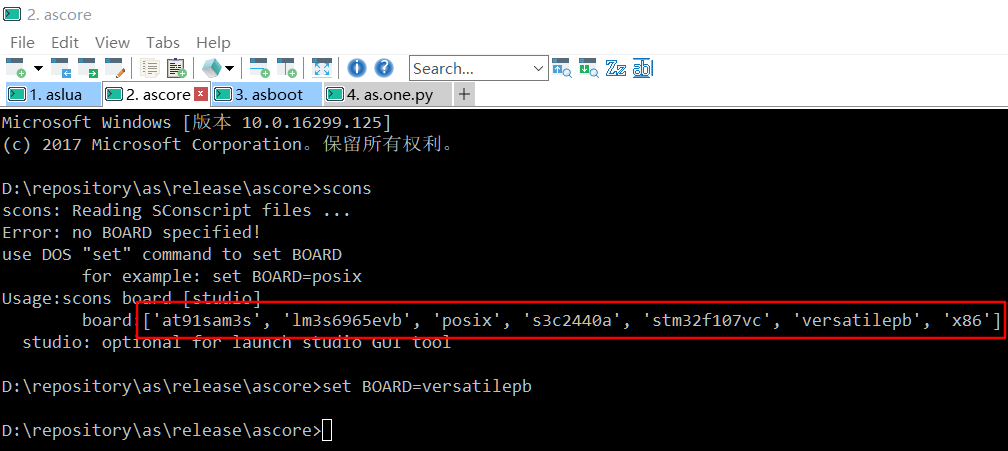 2. ascore
File Edit View Tabs Help
Search...
1. aslua 2. ascore 3. asboot 4. as.one.py
Microsoft Windows [版本 10.0.16299.125]
(c) 2017 Microsoft Corporation。保留所有权利。
D:\repository\as\release\ascore>scons
scons: Reading SConscript files ...
Error: no BOARD specified!
use DOS "set" command to set BOARD
for example: set BOARD=posix
Usage:scons board [studio]
board:['at91sam3s', 'lm3s6965evb', 'posix', 's3c2440a', 'stm32f107vc', 'versatilepb', 'x86']
studio: optional for launch studio GUI tool
D:\repository\as\release\ascore>set BOARD=versatilepb
D:\repository\as\release\ascore>